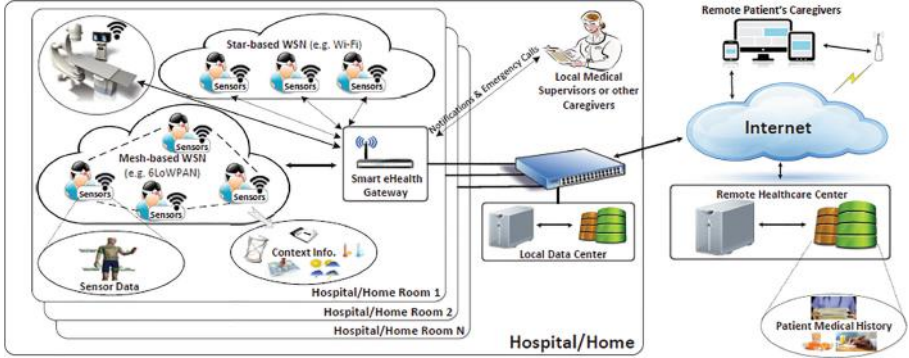 Star-based WSN (e.g. Wi-Fi)
Sensors
Sensors
Sensors
Sensors
Mesh-based WSN
(e.g. 6LoWPAN)
Sensors
Sensors
Sensors
Smart eHealth
Gateway
Notifications & Emergency Calls
Local Medical
Supervisors or other
Caregivers
Sensor Data
Context Info.
Hospital/Home Room 1
Hospital/Home Room 2
Hospital/Home Room N
Local Data Center
Hospital/Home
Remote Patient's Caregivers
Internet
Remote Healthcare Center
Patient Medical History